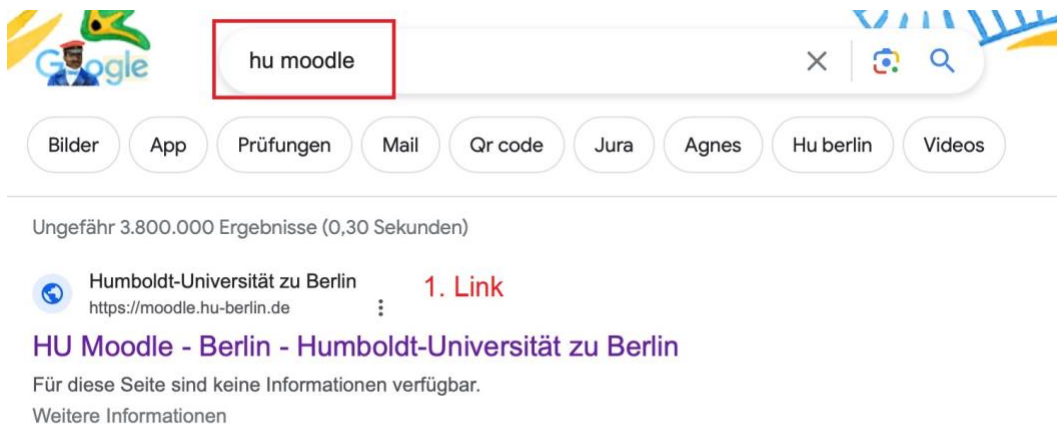 Google
hu moodle
Bilder
App
Prüfungen
Mail
Qr code
Jura
Agnes
Hu berlin
Videos
Ungefähr 3.800.000 Ergebnisse (0,30 Sekunden)
Humboldt-Universität zu Berlin
1. Link
https://moodle.hu-berlin.de
HU Moodle - Berlin - Humboldt-Universität zu Berlin
Für diese Seite sind keine Informationen verfügbar.
Weitere Informationen